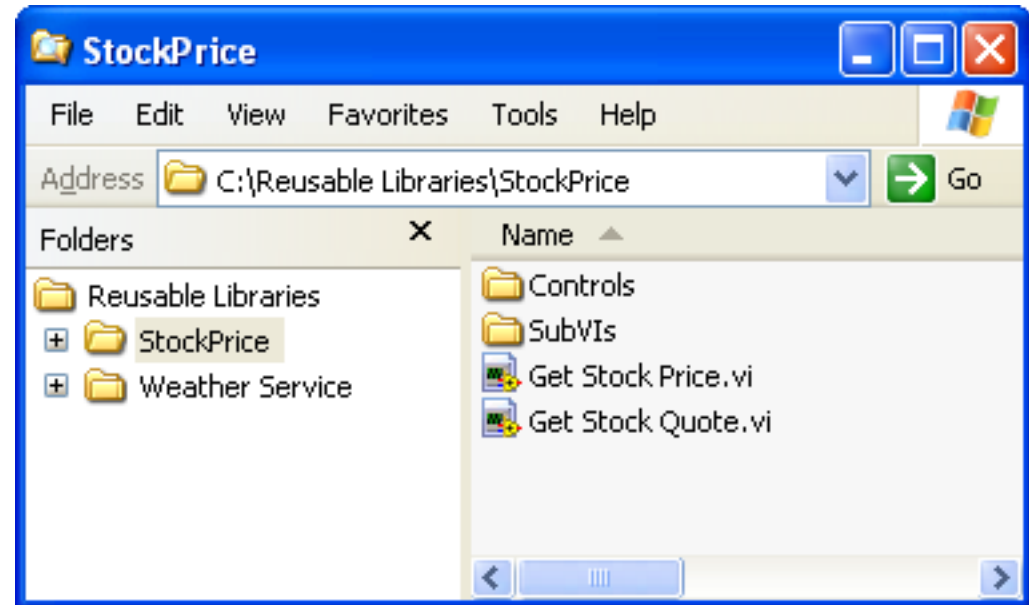 StockPrice
File Edit View Favorites Tools Help
Address C:\Reusable Libraries\StockPrice Go
Folders
Reusable Libraries
StockPrice
Weather Service
Name
Controls
SubVIs
Get Stock Price.vi
Get Stock Quote.vi